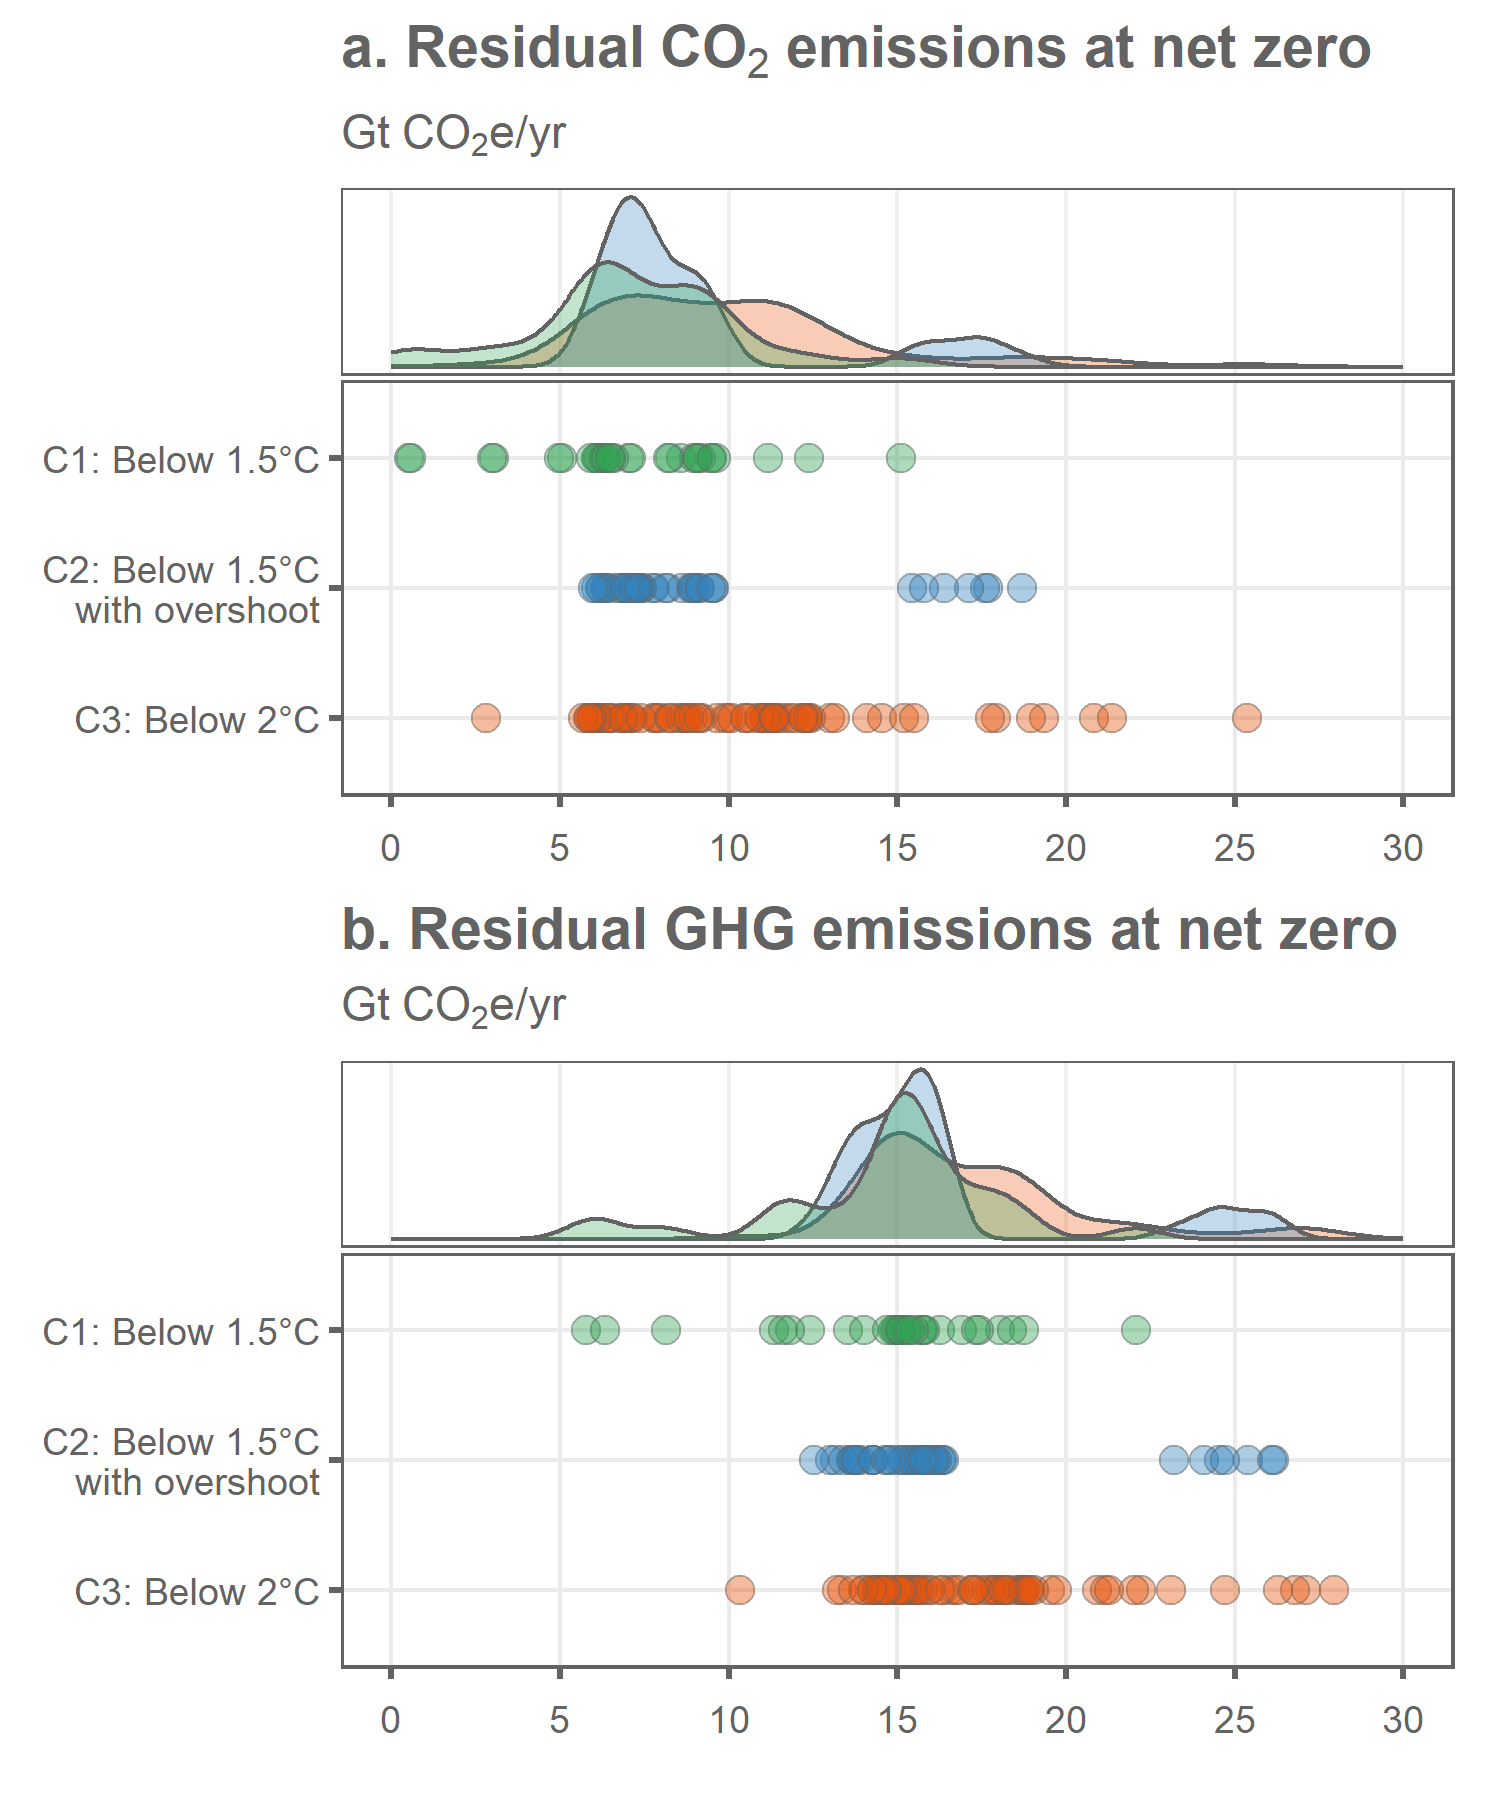 a. Residual CO₂ emissions at net zero
Gt CO₂e/yr
C1: Below 1.5°C
C2: Below 1.5°C
with overshoot
C3: Below 2°C
0 5 10 15 20 25 30
b. Residual GHG emissions at net zero
Gt CO₂e/yr
C1: Below 1.5°C
C2: Below 1.5°C
with overshoot
C3: Below 2°C
0 5 10 15 20 25 30